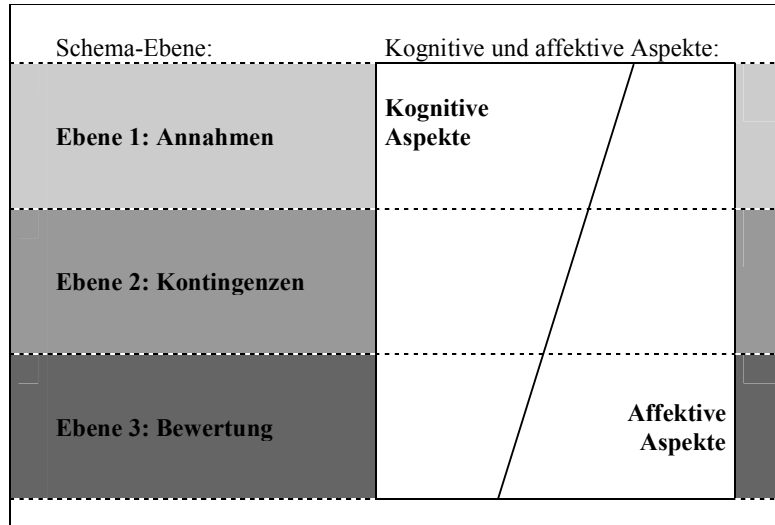 Schema-Ebene:
Kognitive und affektive Aspekte:
Ebene 1: Annahmen
Kognitive
Aspekte
Ebene 2: Kontingenzen
Ebene 3: Bewertung
Affektive
Aspekte